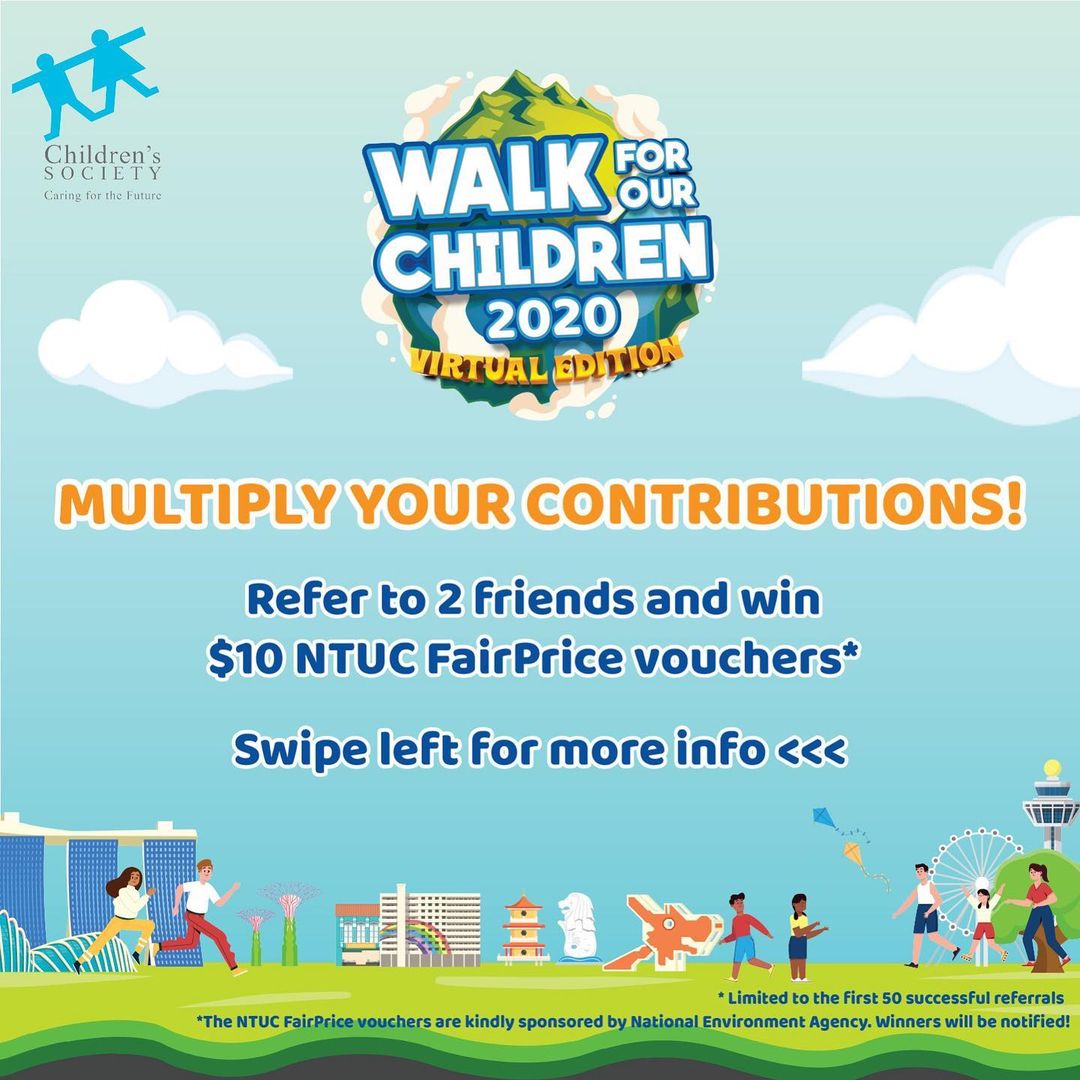 Children's
SOCIETY
Caring for the Future
WALK FOR OUR
CHILDREN
2020
VIRTUAL EDITION
MULTIPLY YOUR CONTRIBUTIONS!
Refer to 2 friends and win
$10 NTUC FairPrice vouchers*
Swipe left for more info <<<
* Limited to the first 50 successful referrals
*The NTUC FairPrice vouchers are kindly sponsored by National Environment Agency. Winners will be notified!